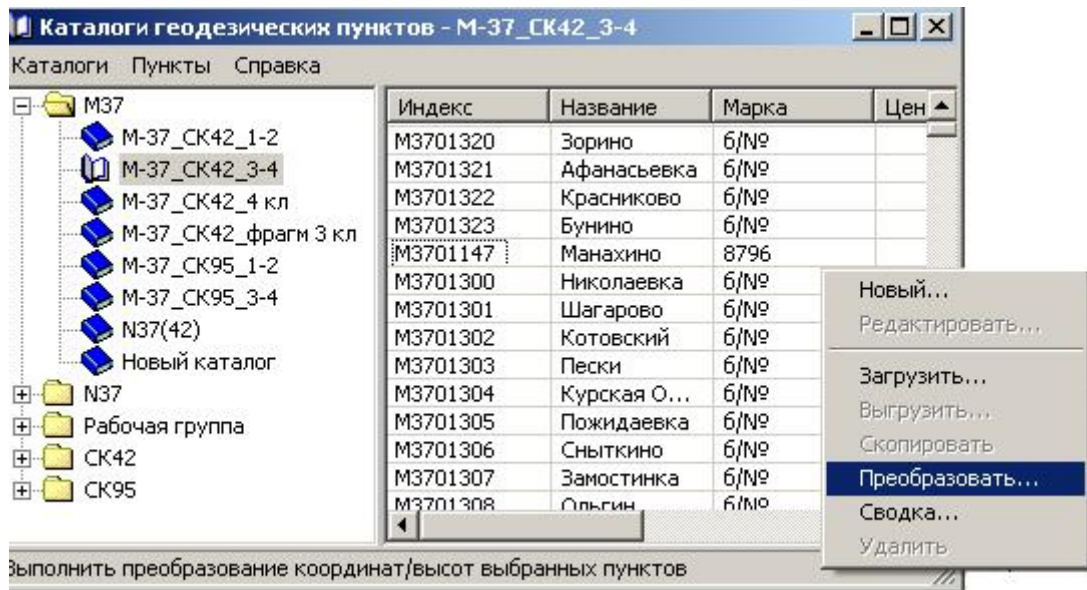 Каталоги геодезических пунктов - М-37_СК42_3-4
Каталоги Пункты Справка
М37
М-37_СК42_1-2
М-37_СК42_3-4
М-37_СК42_4 кл
М-37_СК42_фрагм 3 кл
М-37_СК95_1-2
М-37_СК95_3-4
N37(42)
Новый каталог
N37
Рабочая группа
СК42
СК95
Индекс Название Марка Цен
М3701320 Зорино б/№
М3701321 Афанасьевка б/№
М3701322 Красниково б/№
М3701323 Бунино б/№
М3701147 Манахино 8796
М3701300 Николаевка б/№
М3701301 Шагарово б/№
М3701302 Котовский б/№
М3701303 Пески б/№
М3701304 Курская О... б/№
М3701305 Пожидаевка б/№
М3701306 Сныткино б/№
М3701307 Замостинка б/№
М3701308 Ольгин б/№
Новый...
Редактировать...
Загрузить...
Выгрузить...
Скопировать
Преобразовать...
Сводка...
Удалить
Выполнить преобразование координат/высот выбранных пунктов